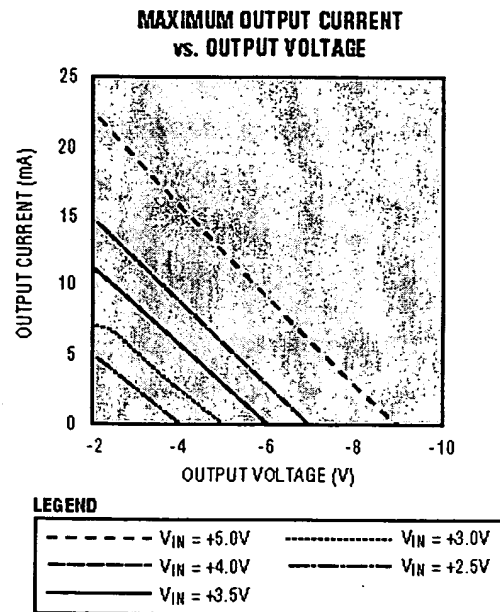 MAXIMUM OUTPUT CURRENT
vs. OUTPUT VOLTAGE
25
20
15
10
5
0
OUTPUT CURRENT (mA)
-2 -4 -6 -8 -10
OUTPUT VOLTAGE (V)
LEGEND
VIN = +5.0V
VIN = +3.0V
VIN = +4.0V
VIN = +2.5V
VIN = +3.5V